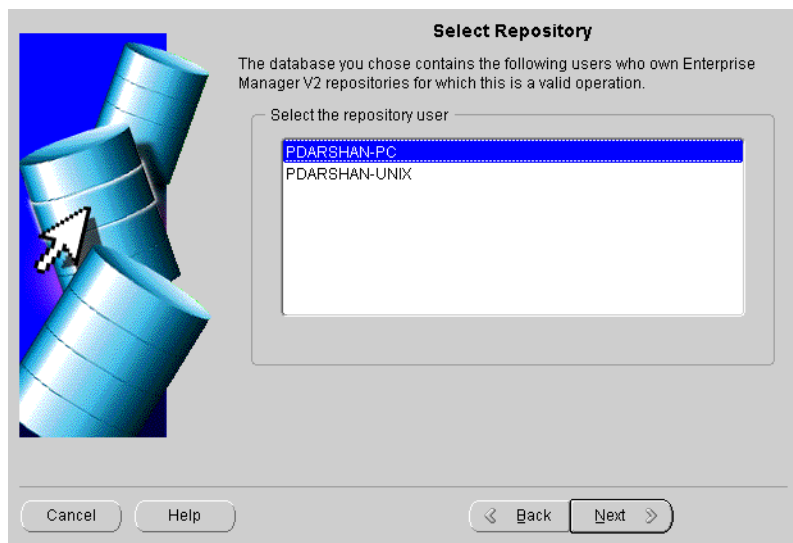 Select Repository
The database you chose contains the following users who own Enterprise
Manager V2 repositories for which this is a valid operation.
Select the repository user
PDARSHAN-PC
PDARSHAN-UNIX
Cancel
Help
Back
Next